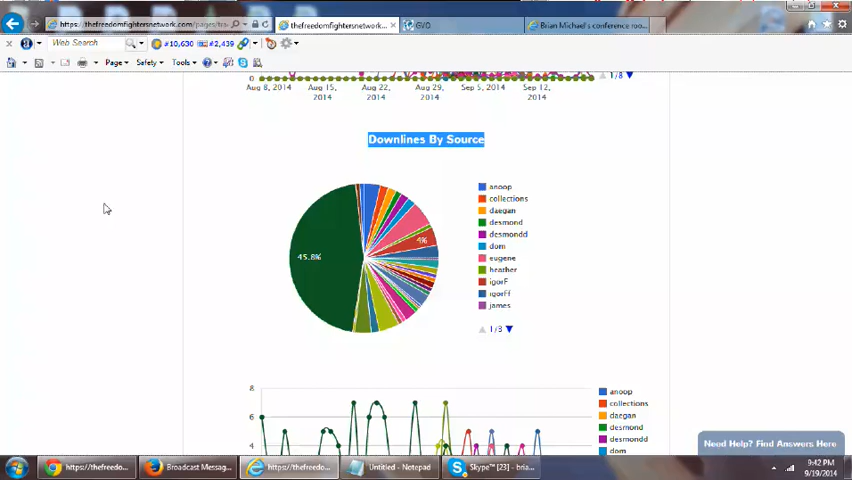 https://thefreedomfightersnetwork.com/pages/tra
thefreedomfightersnetwork...
GVO
Brian Michael's conference roo...
Web Search
#10,630
#2,439
Page
Safety
Tools
0
Aug 8, 2014
Aug 15, 2014
Aug 22, 2014
Aug 29, 2014
Sep 5, 2014
Sep 12, 2014
1/8
Downlines By Source
45.8%
4%
anoop
collections
daegan
desmond
desmondd
dom
eugene
heather
igorF
igorff
james
1/3
8
6
4
anoop
collections
daegan
desmond
desmondd
dom
Need Help? Find Answers Here
https://thefreedo...
Broadcast Messag...
https://thefreedo...
Untitled - Notepad
Skype™ [23] - bria...
9:42 PM
9/19/2014